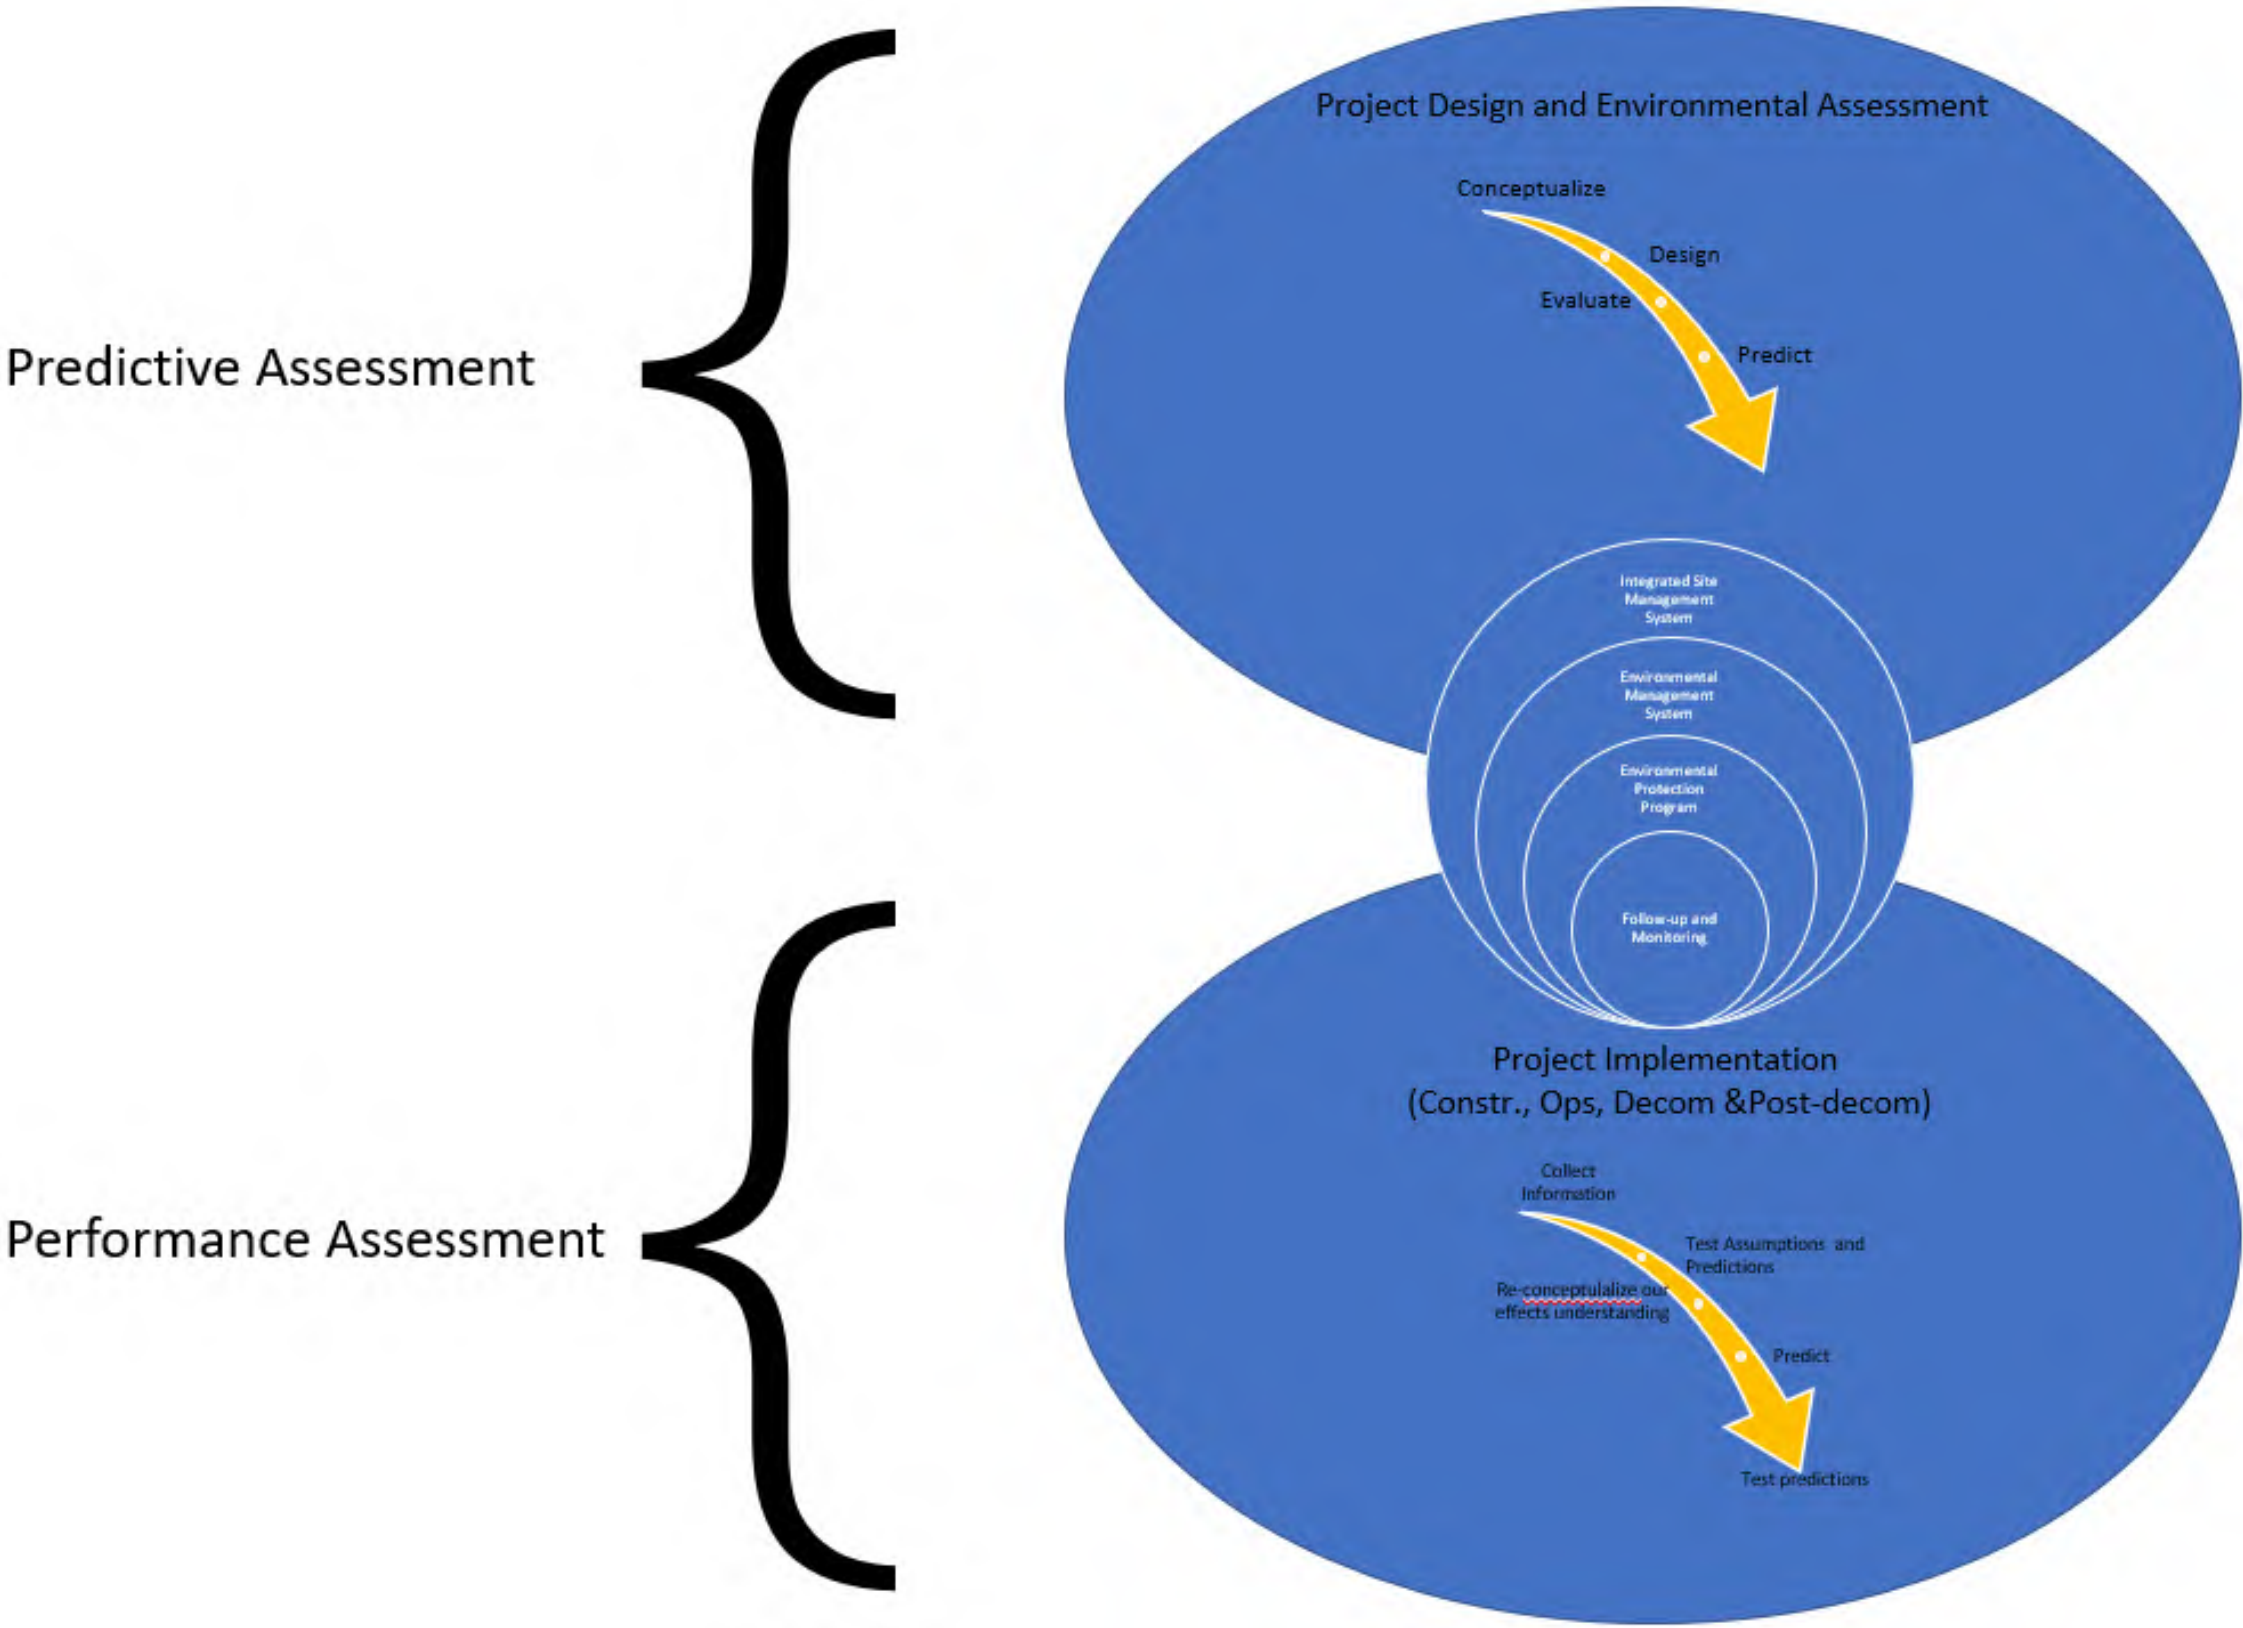 Project Design and Environmental Assessment
Conceptualize
Design
Evaluate
Predict
Predictive Assessment
Integrated Site
Management
System
Environmental
Management
System
Environmental
Protection
Program
Follow-up and
Monitoring
Project Implementation
(Constr., Ops, Decom &Post-decom)
Performance Assessment
Collect
Information
Test Assumptions and
Predictions
Re-conceptulalize our
effects understanding
Predict
Test predictions